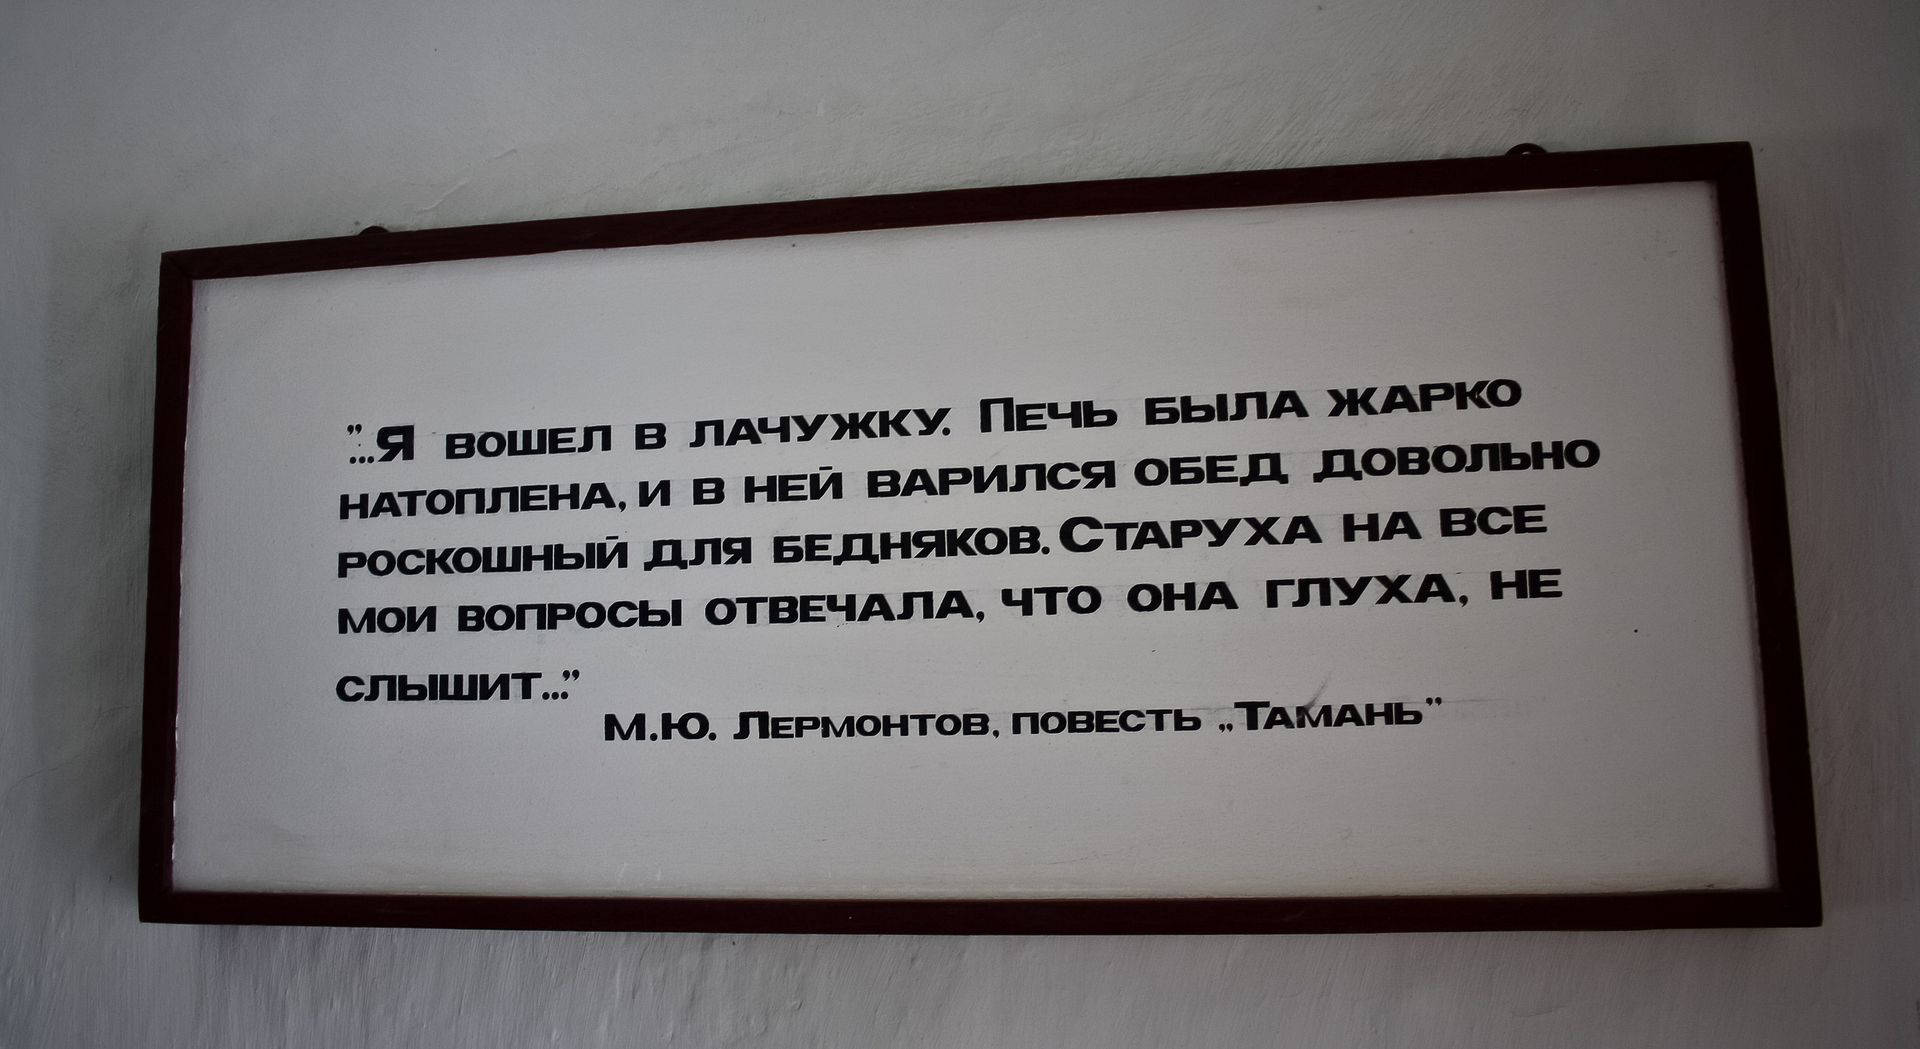 "...Я ВОШЕЛ В ЛАЧУЖКУ. ПЕЧЬ БЫЛА ЖАРКО
НАТОПЛЕНА, И В НЕЙ ВАРИЛСЯ ОБЕД ДОВОЛЬНО
РОСКОШНЫЙ ДЛЯ БЕДНЯКОВ. СТАРУХА НА ВСЕ
МОИ ВОПРОСЫ ОТВЕЧАЛА, ЧТО ОНА ГЛУХА, НЕ
СЛЫШИТ..."
М.Ю. ЛЕРМОНТОВ, ПОВЕСТЬ „ТАМАНЬ"